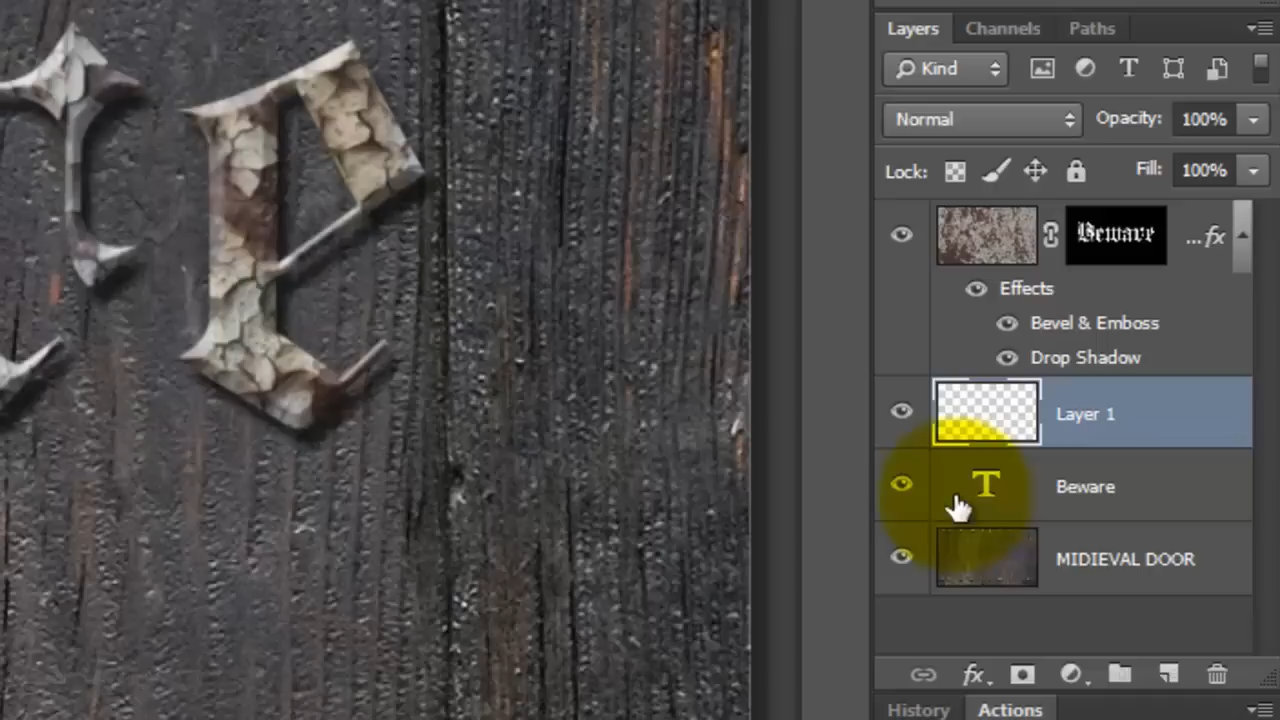 Layers Channels Paths
Kind
Normal Opacity: 100%
Lock: Fill: 100%
Beware ...fx
Effects
Bevel & Emboss
Drop Shadow
Layer 1
T Beware
MIDIEVAL DOOR
fx
History Actions